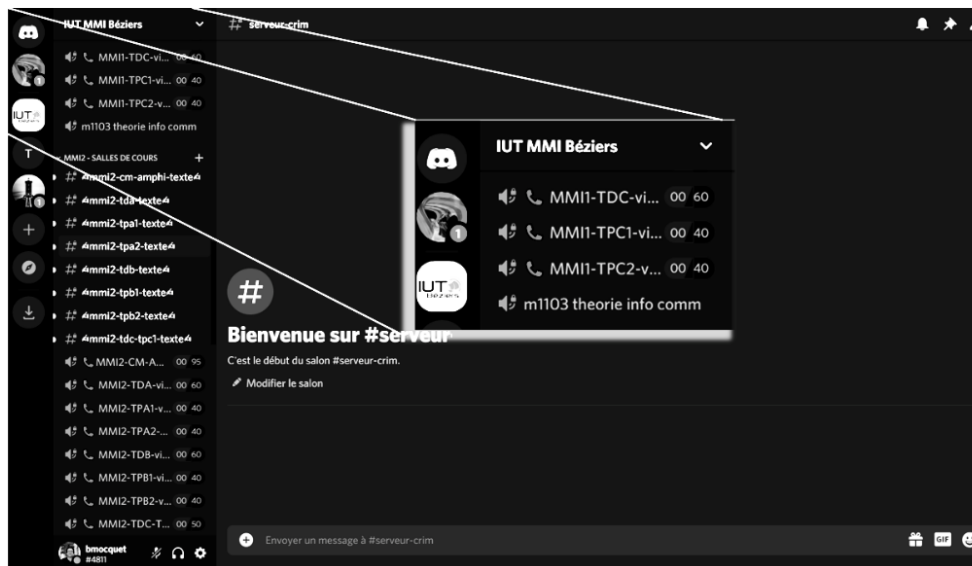 IUT MMI Béziers
MMI1-TDC-vi... 00 60
MMI1-TPC1-vi... 00 40
MMI1-TPC2-v... 00 40
m1103 theorie info comm
MMI2 - SALLES DE COURS +
mmi2-cm-amphi-texte
mmi2-tda-texte
mmi2-tpa1-texte
mmi2-tpa2-texte
mmi2-tdb-texte
mmi2-tpb1-texte
mmi2-tpb2-texte
mmi2-tdc-tpc1-texte
MMI2-CM-A... 00 95
MMI2-TDA-vi... 00 60
MMI2-TPA1-v... 00 40
MMI2-TPA2-... 00 40
MMI2-TDB-vi... 00 60
MMI2-TPB1-vi... 00 40
MMI2-TPB2-v... 00 40
MMI2-TDC-T... 00 50
bmocquet
#4811
IUT
T
1
1
# serveur-crim
IUT MMI Béziers
MMI1-TDC-vi... 00 60
MMI1-TPC1-vi... 00 40
MMI1-TPC2-v... 00 40
m1103 theorie info comm
1
IUT
Béziers
#
Bienvenue sur #serveur
C'est le début du salon #serveur-crim.
Modifier le salon
Envoyer un message à #serveur-crim
GIF